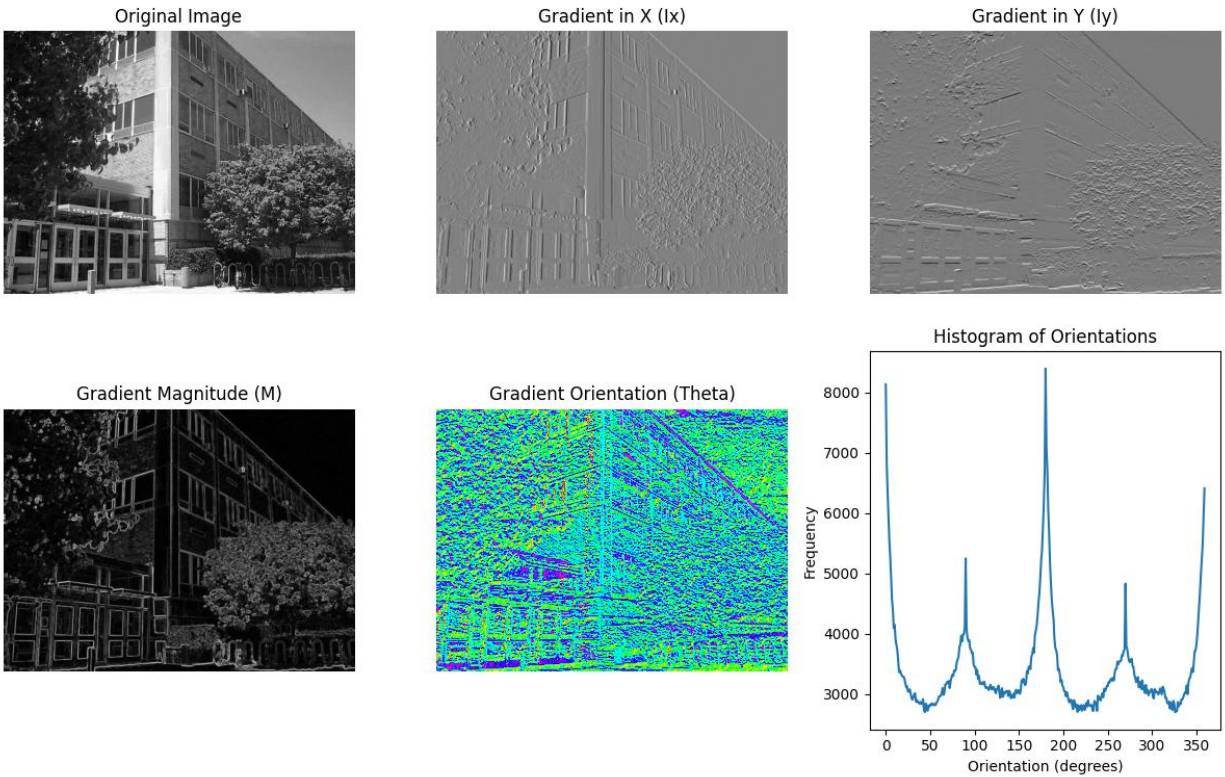 Original Image
Gradient in X (Ix)
Gradient in Y (Iy)
Gradient Magnitude (M)
Gradient Orientation (Theta)
Histogram of Orientations
8000
7000
6000
5000
4000
3000
Frequency
0 50 100 150 200 250 300 350
Orientation (degrees)